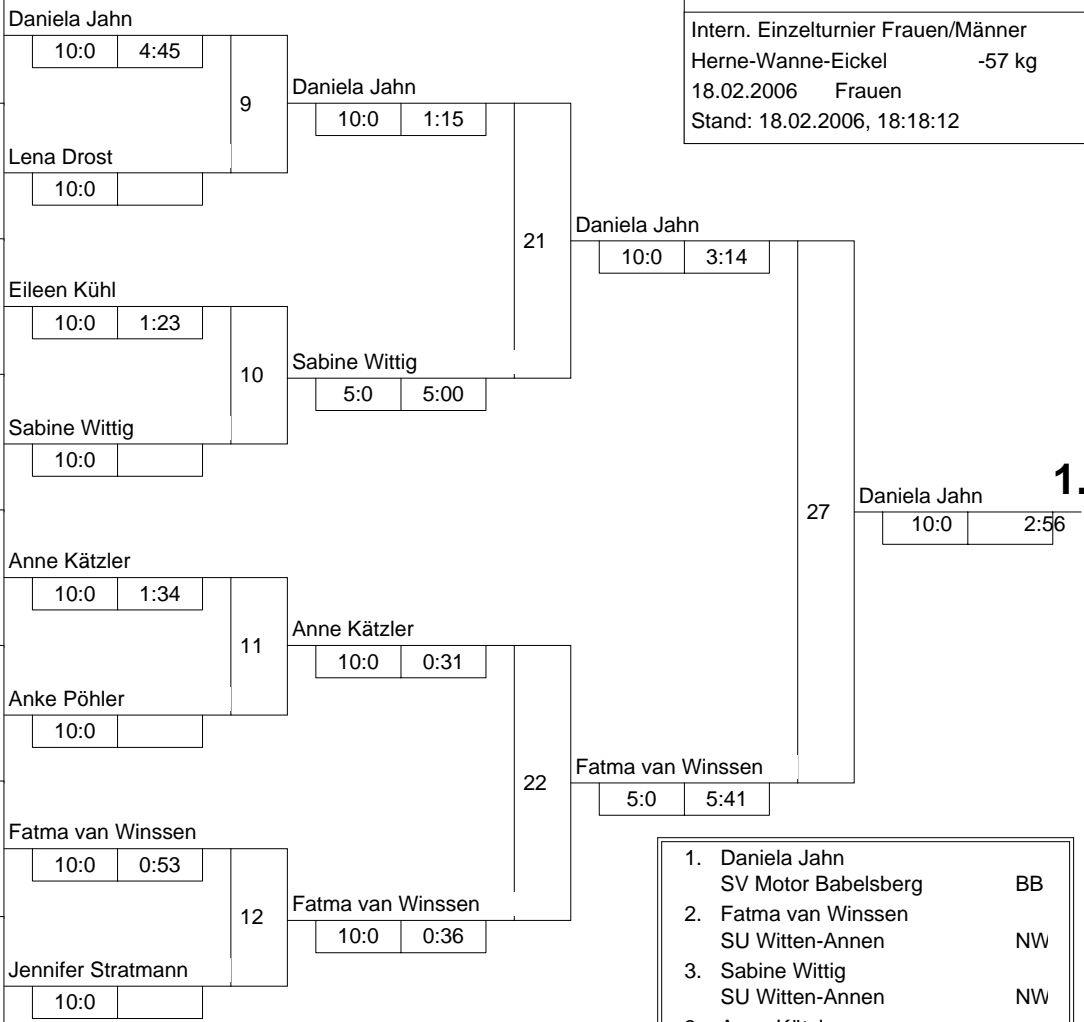 Daniela Jahn
10:0 4:45
9
Lena Drost
10:0
Daniela Jahn
10:0 1:15
Eileen Kühl
10:0 1:23
10
Sabine Wittig
10:0
Sabine Wittig
5:0 5:00
21
Daniela Jahn
10:0 3:14
Anne Kätzler
10:0 1:34
11
Anke Pöhler
10:0
Anne Kätzler
10:0 0:31
Fatma van Winssen
10:0 0:53
12
Jennifer Stratmann
10:0
Fatma van Winssen
10:0 0:36
22
Fatma van Winssen
5:0 5:41
27
Daniela Jahn 1.
10:0 2:56
Intern. Einzelturnier Frauen/Männer
Herne-Wanne-Eickel -57 kg
18.02.2006 Frauen
Stand: 18.02.2006, 18:18:12
1. Daniela Jahn
SV Motor Babelsberg BB
2. Fatma van Winssen
SU Witten-Annen NW
3. Sabine Wittig
SU Witten-Annen NW